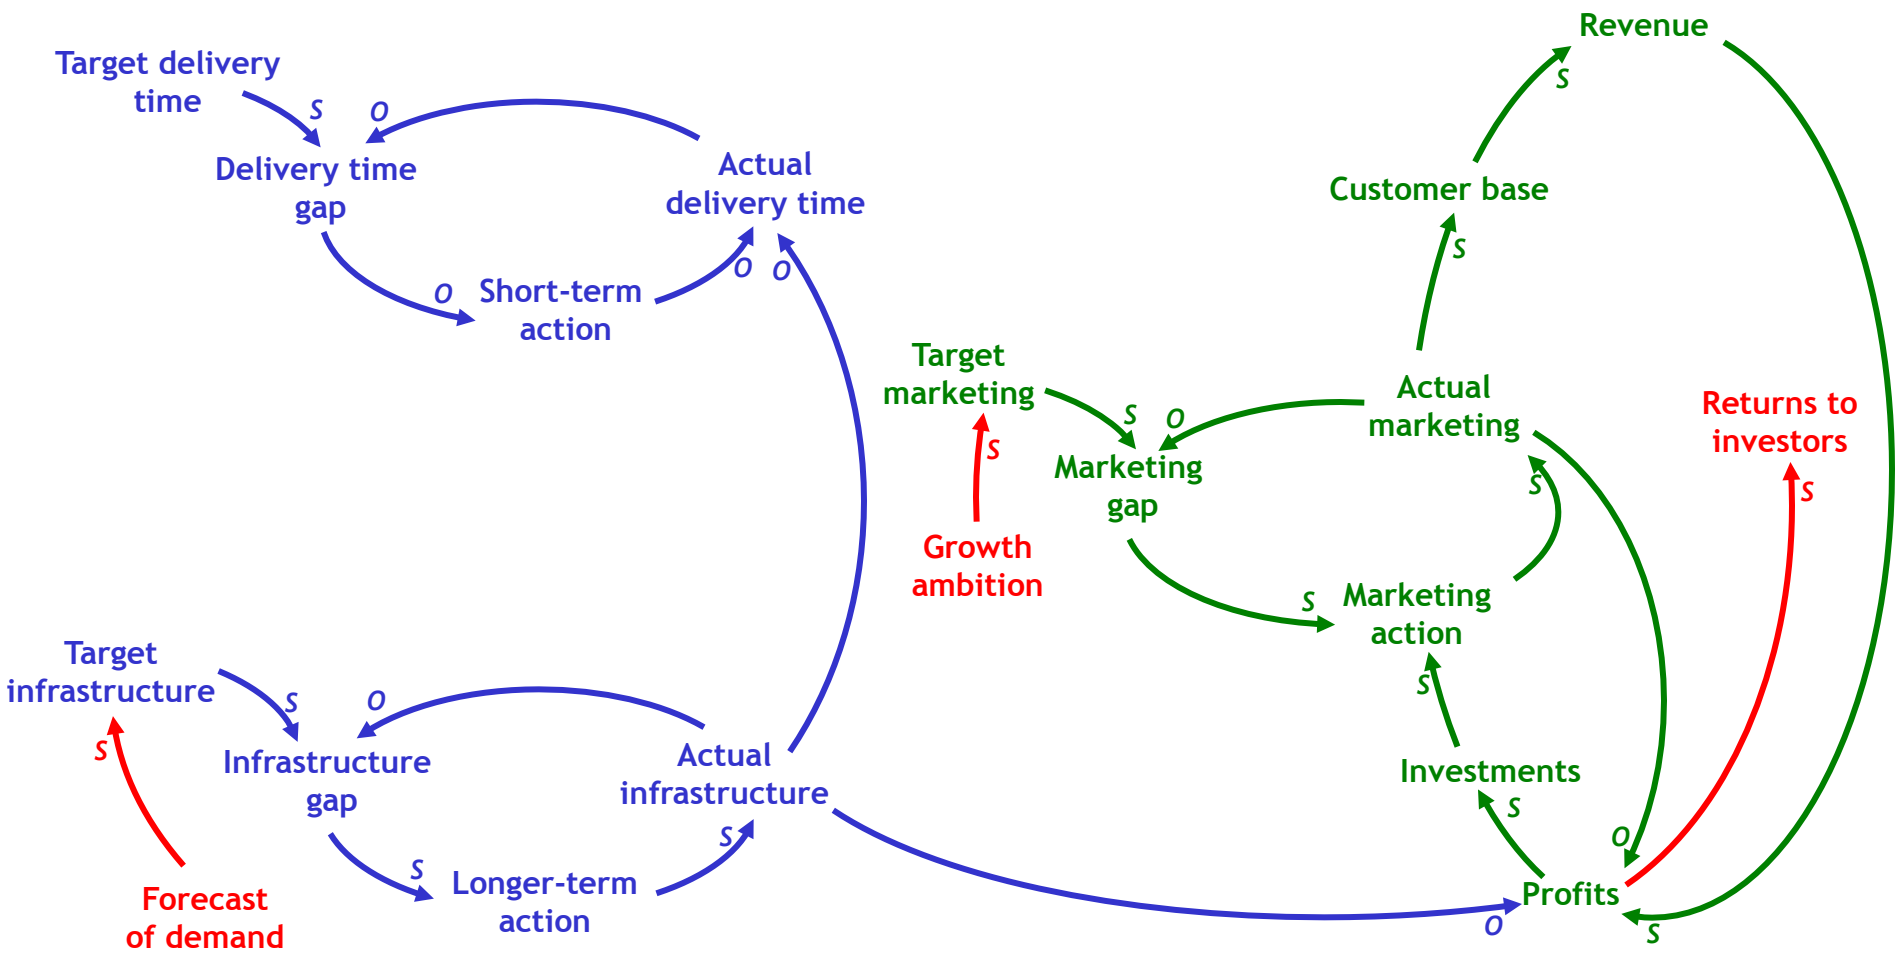 Revenue
Target delivery
time
S
O
S
Actual
delivery time
Delivery time
gap
Customer base
S
O
O
O
Short-term
action
Target
marketing
Actual
marketing
S
O
S
Returns to
investors
Marketing
gap
S
S
Growth
ambition
S
Marketing
action
Target
infrastructure
S
O
S
S
Infrastructure
gap
Actual
infrastructure
Investments
S
S
S
O
Longer-term
action
Profits
Forecast
of demand
O
S